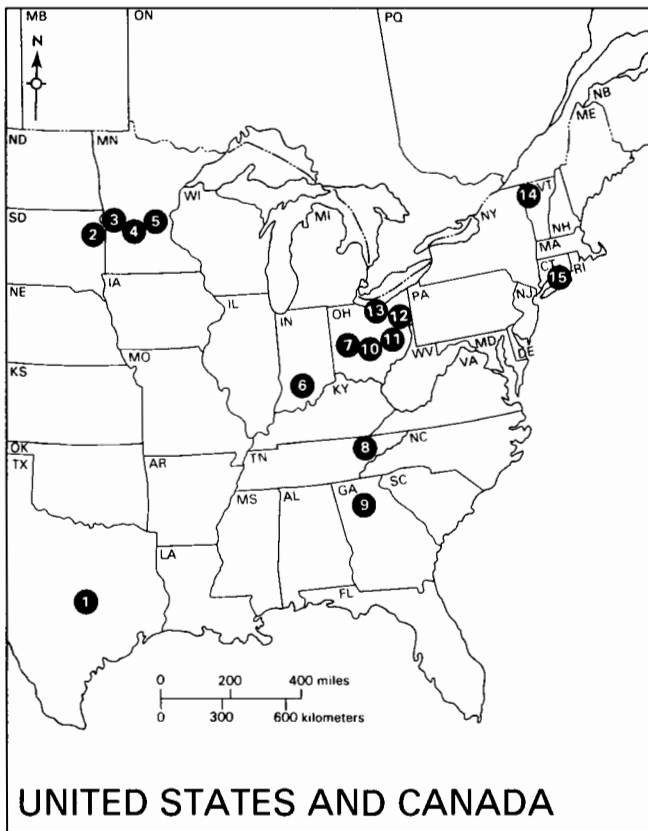 MB
ON
PQ
N
NB
ME
ND
MN
VT
14
WI
SD
3
5
2
4
MI
NY
NH
MA
CT
RI
15
IA
NE
PA
IL
IN
OH
13
12
NJ
7
10
11
MO
WV
MD
DE
VA
KS
6
KY
OK
TX
AR
TN
8
NC
MS
AL
GA
SC
9
LA
FL
1
0 200 400 miles
0 300 600 kilometers
UNITED STATES AND CANADA